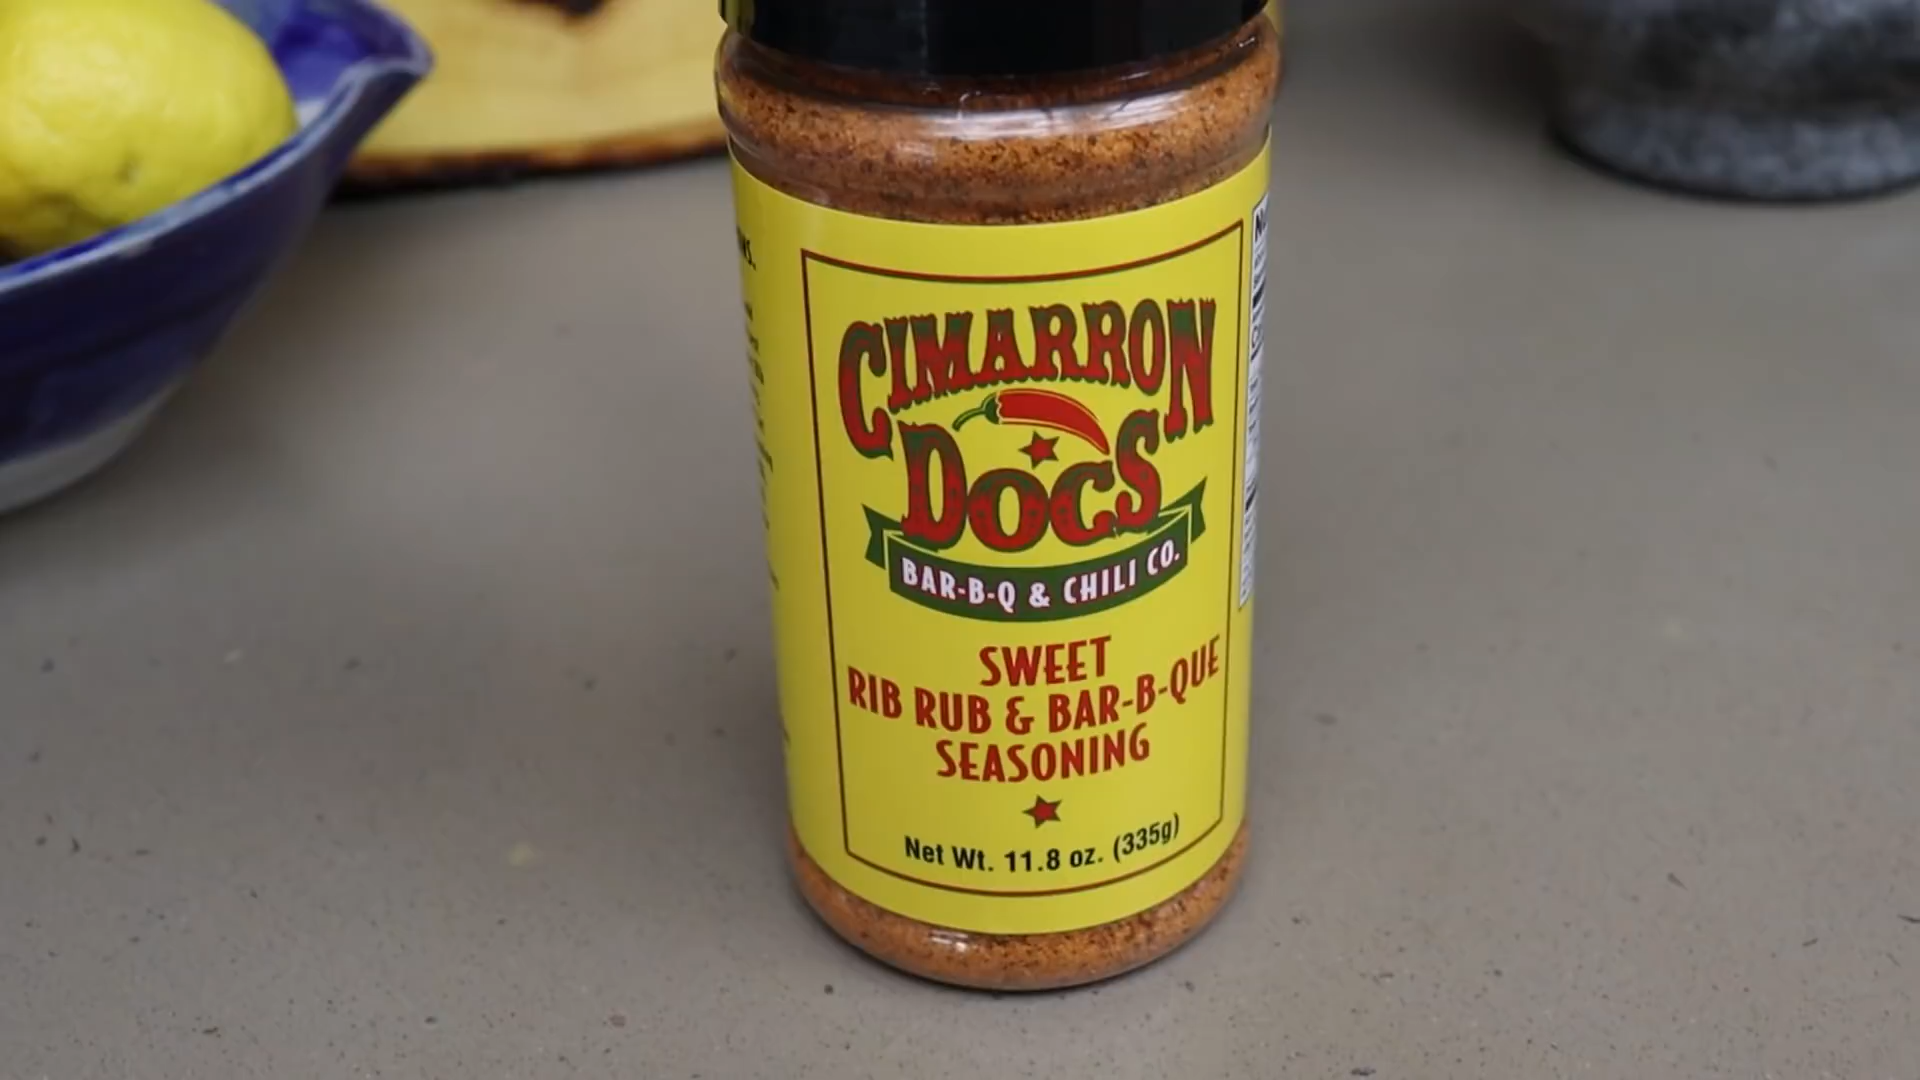 CIMARRON
DOCS
BAR-B-Q & CHILI CO.
SWEET
RIB RUB & BAR-B-QUE
SEASONING
Net Wt. 11.8 oz. (335g)